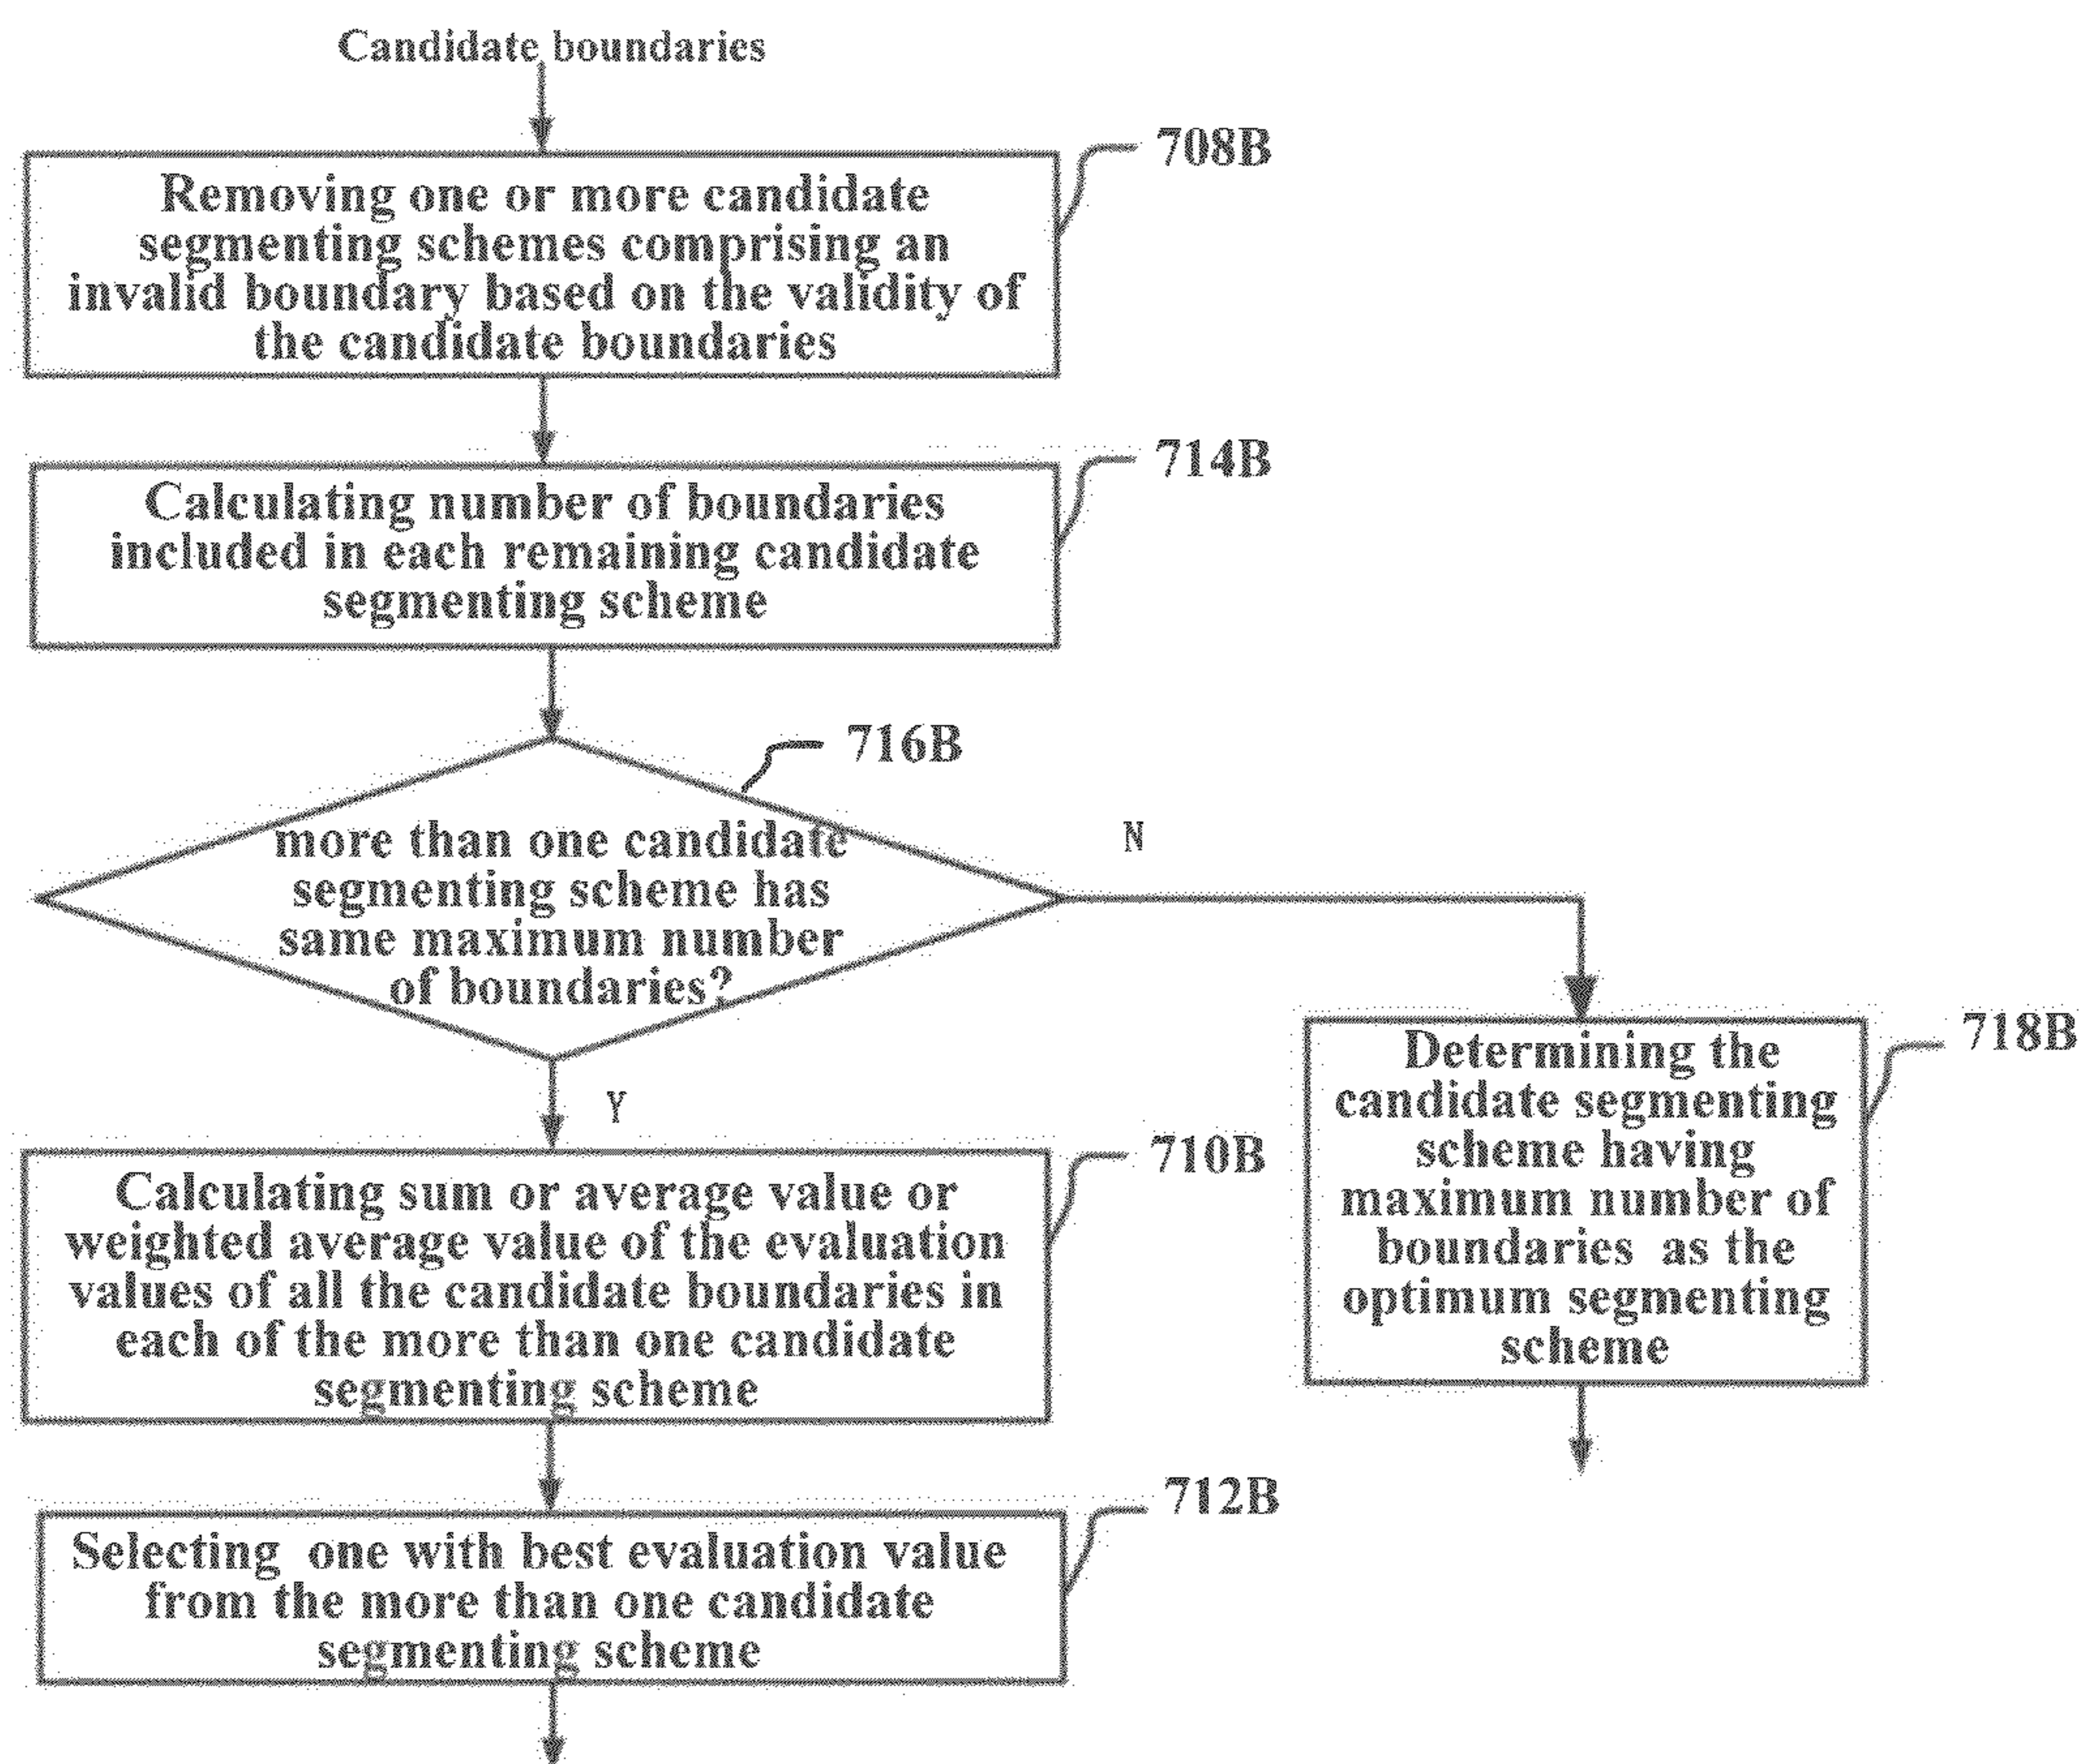 Candidate boundaries
708B
Removing one or more candidate
segmenting schemes comprising an
invalid boundary based on the validity of
the candidate boundaries
714B
Calculating number of boundaries
included in each remaining candidate
segmenting scheme
716B
more than one candidate
segmenting scheme has
same maximum number
of boundaries?
N
Y
718B
Determining the
candidate segmenting
scheme having
maximum number of
boundaries as the
optimum segmenting
scheme
710B
Calculating sum or average value or
weighted average value of the evaluation
values of all the candidate boundaries in
each of the more than one candidate
segmenting scheme
712B
Selecting one with best evaluation value
from the more than one candidate
segmenting scheme